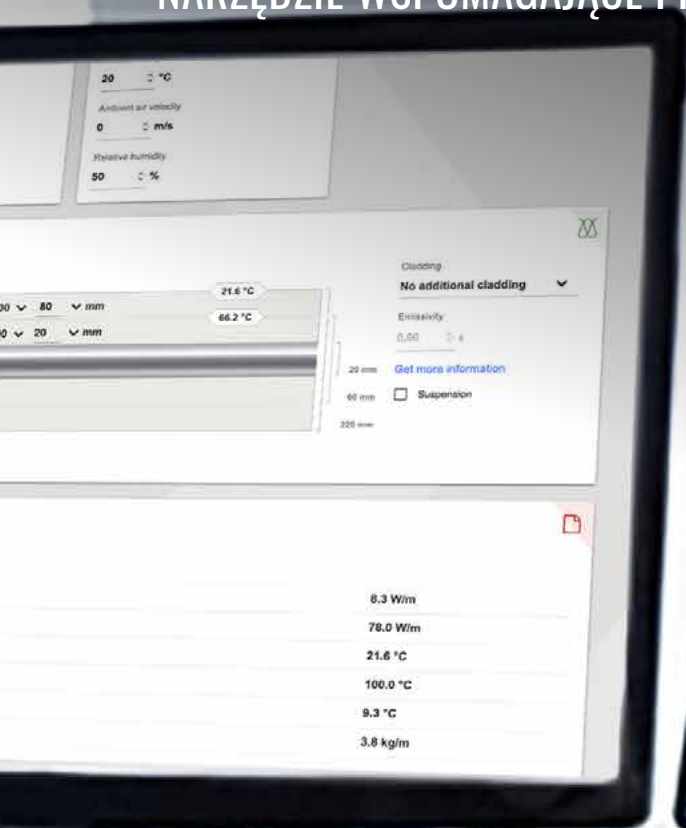 NARZĘDZIE WSPOMAGAJĄCE
20 °C
Ambient air velocity
0 m/s
Relative humidity
50 %
Cladding
No additional cladding
21.6 °C
80 mm
66.2 °C
20 mm
Emissivity
0,00
20 mm
Get more information
60 mm
Suspension
220 mm
8.3 W/m
78.0 W/m
21.6 °C
100.0 °C
9.3 °C
3.8 kg/m